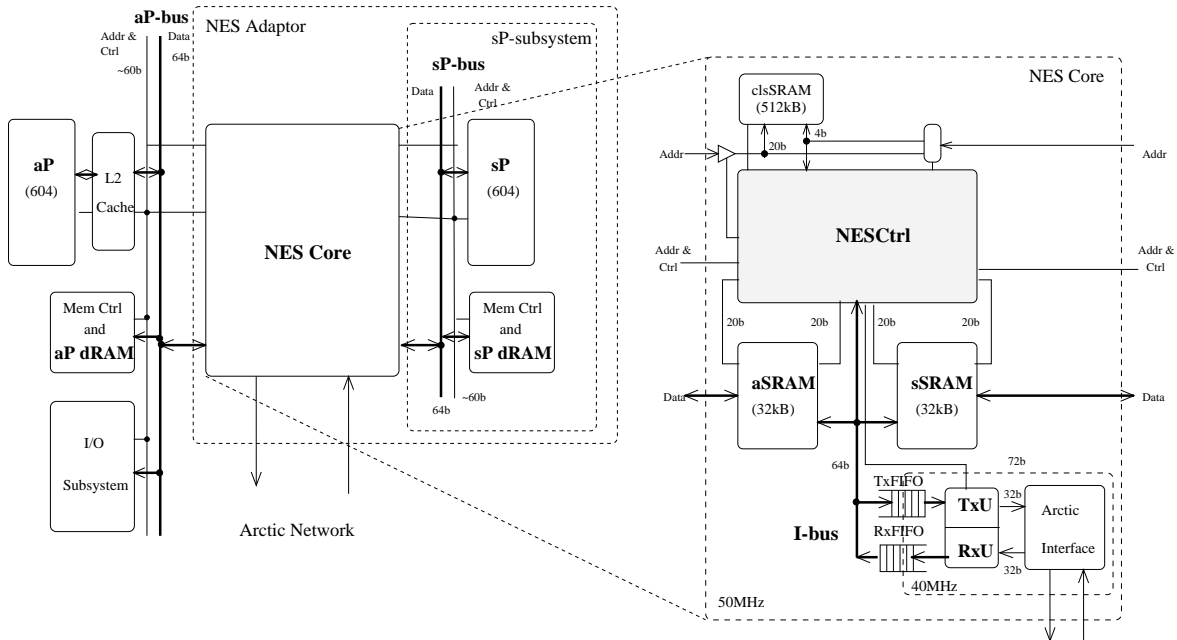 aP-bus
Addr &
Ctrl
~60b
Data
64b
NES Adaptor
sP-subsystem
sP-bus
Data
Addr &
Ctrl
aP
(604)
L2
Cache
NES Core
sP
(604)
Mem Ctrl
and
aP dRAM
Mem Ctrl
and
sP dRAM
64b
~60b
I/O
Subsystem
Arctic Network
NES Core
clsSRAM
(512kB)
4b
20b
Addr
Addr
NESCtrl
Addr &
Ctrl
Addr &
Ctrl
20b
20b
20b
20b
aSRAM
(32kB)
sSRAM
(32kB)
Data
Data
64b
72b
TxFIFO
TxU
32b
Arctic
I-bus
RxFIFO
RxU
Interface
32b
40MHz
50MHz